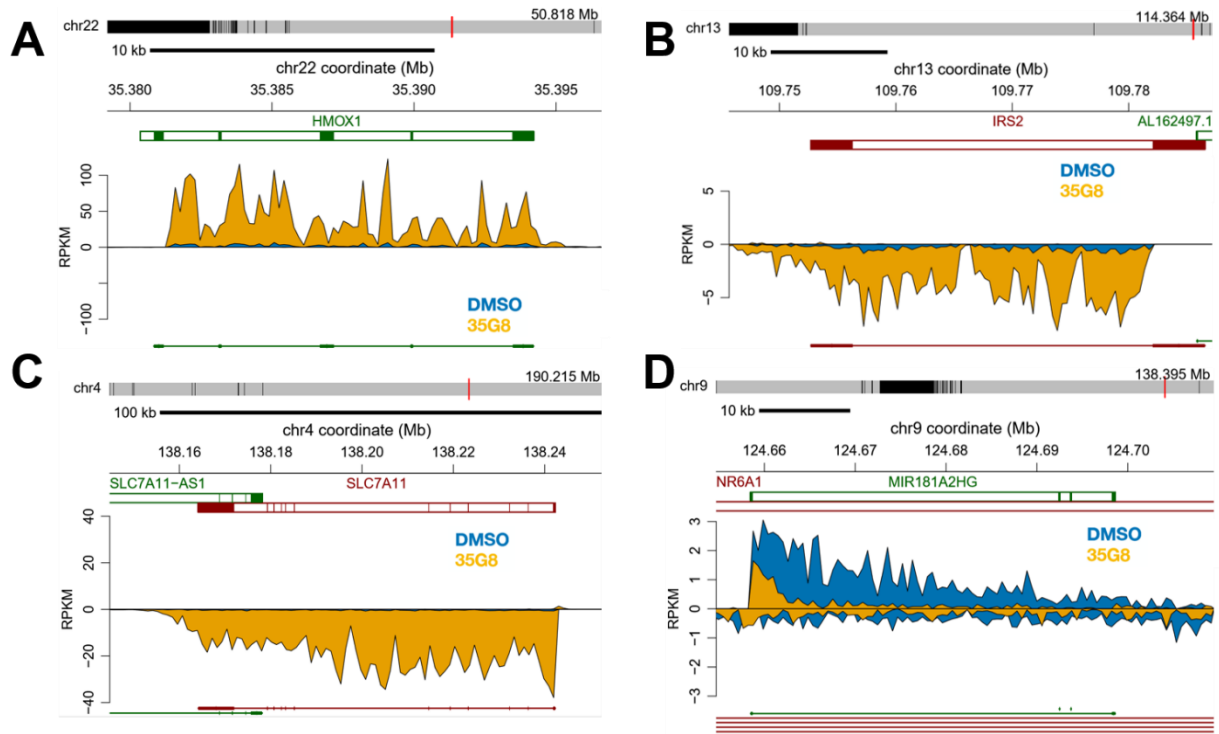 A
chr22
50.818 Mb
10 kb
chr22 coordinate (Mb)
35.380 35.385 35.390 35.395
HMOX1
100
50
0
-100
RPKM
DMSO
35G8
B
chr13
114.364 Mb
10 kb
chr13 coordinate (Mb)
109.75 109.76 109.77 109.78
IRS2 AL162497.1
DMSO
35G8
5
0
-5
RPKM
C
chr4
190.215 Mb
100 kb
chr4 coordinate (Mb)
138.16 138.18 138.20 138.22 138.24
SLC7A11-AS1 SLC7A11
40
20
0
-20
-40
RPKM
DMSO
35G8
D
chr9
138.395 Mb
10 kb
chr9 coordinate (Mb)
124.66 124.67 124.68 124.69 124.70
NR6A1 MIR181A2HG
3
2
1
0
-1
-2
-3
RPKM
DMSO
35G8